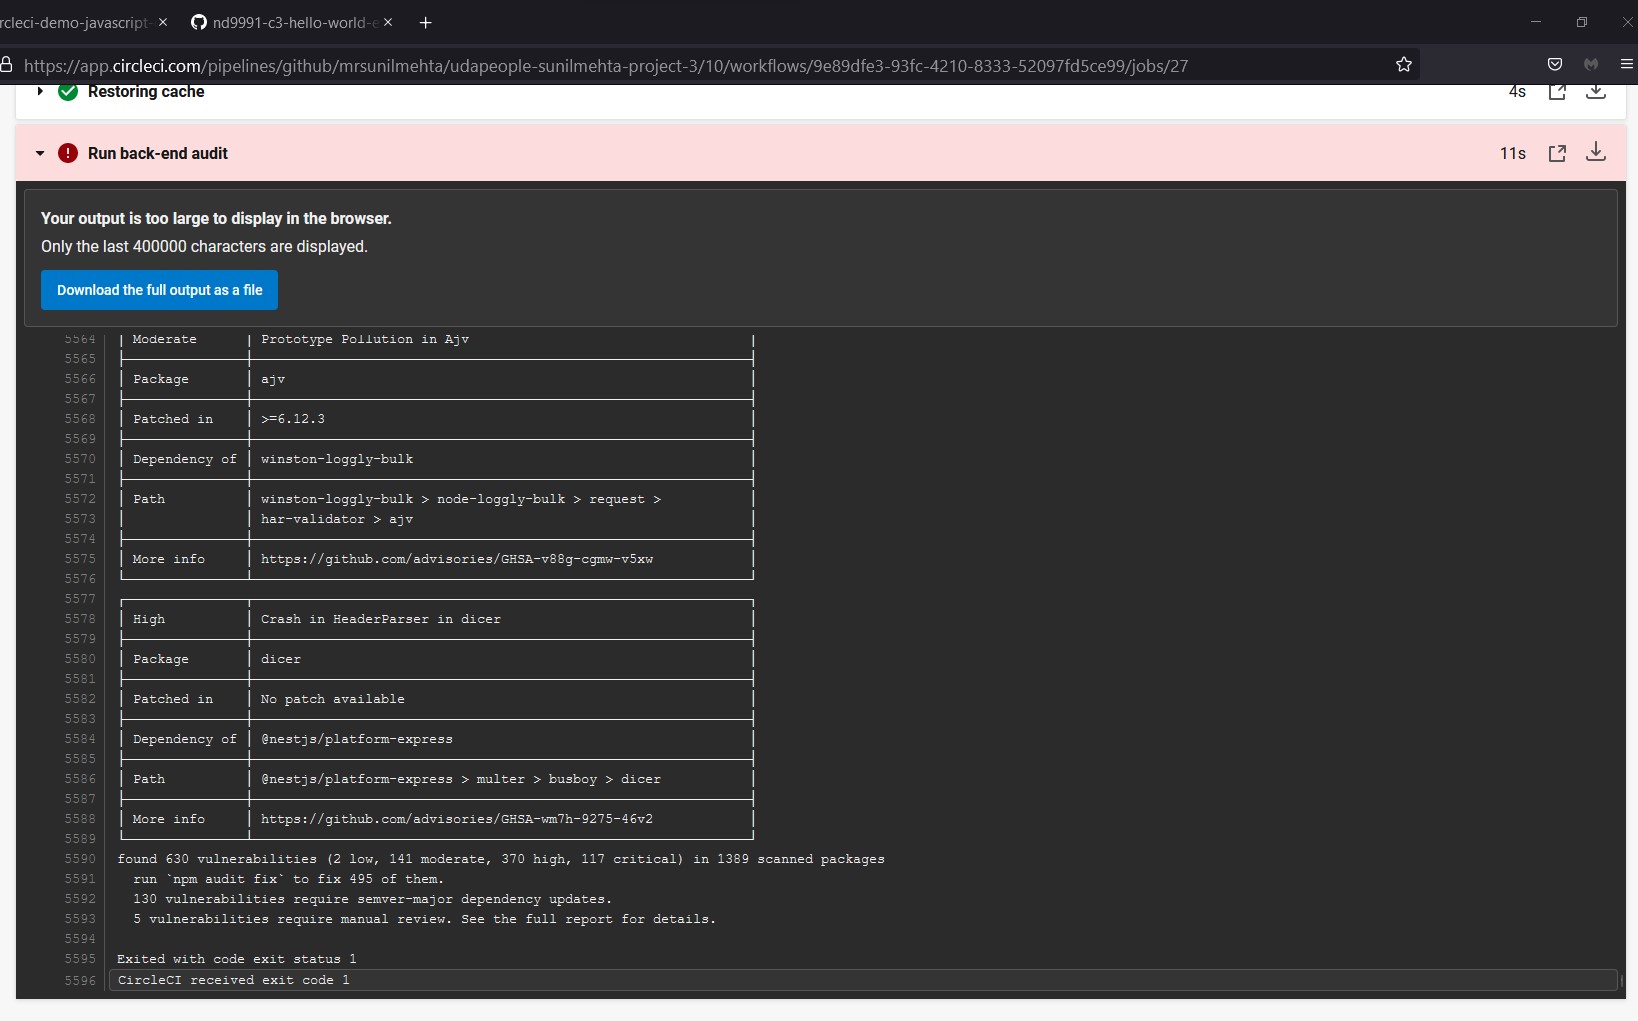 rcleci-demo-javascript-
nd9991-c3-hello-world-e
https://app.circleci.com/pipelines/github/mrsunilmehta/udapeople-sunilmehta-project-3/10/workflows/9e89dfe3-93fc-4210-8333-52097fd5ce99/jobs/27
Restoring cache 4s
Run back-end audit 11s
Your output is too large to display in the browser.
Only the last 400000 characters are displayed.
Download the full output as a file
5564 | Moderate | Prototype Pollution in Ajv |
5565
5566 | Package | ajv |
5567
5568 | Patched in | >=6.12.3 |
5569
5570 | Dependency of | winston-loggly-bulk |
5571
5572 | Path | winston-loggly-bulk > node-loggly-bulk > request > |
5573 | | har-validator > ajv |
5574
5575 | More info | https://github.com/advisories/GHSA-v88g-cgmw-v5xw |
5576
5577
5578 | High | Crash in HeaderParser in dicer |
5579
5580 | Package | dicer |
5581
5582 | Patched in | No patch available |
5583
5584 | Dependency of | @nestjs/platform-express |
5585
5586 | Path | @nestjs/platform-express > multer > busboy > dicer |
5587
5588 | More info | https://github.com/advisories/GHSA-wm7h-9275-46v2 |
5589
5590 found 630 vulnerabilities (2 low, 141 moderate, 370 high, 117 critical) in 1389 scanned packages
5591 run `npm audit fix` to fix 495 of them.
5592 130 vulnerabilities require semver-major dependency updates.
5593 5 vulnerabilities require manual review. See the full report for details.
5594
5595 Exited with code exit status 1
5596 CircleCI received exit code 1